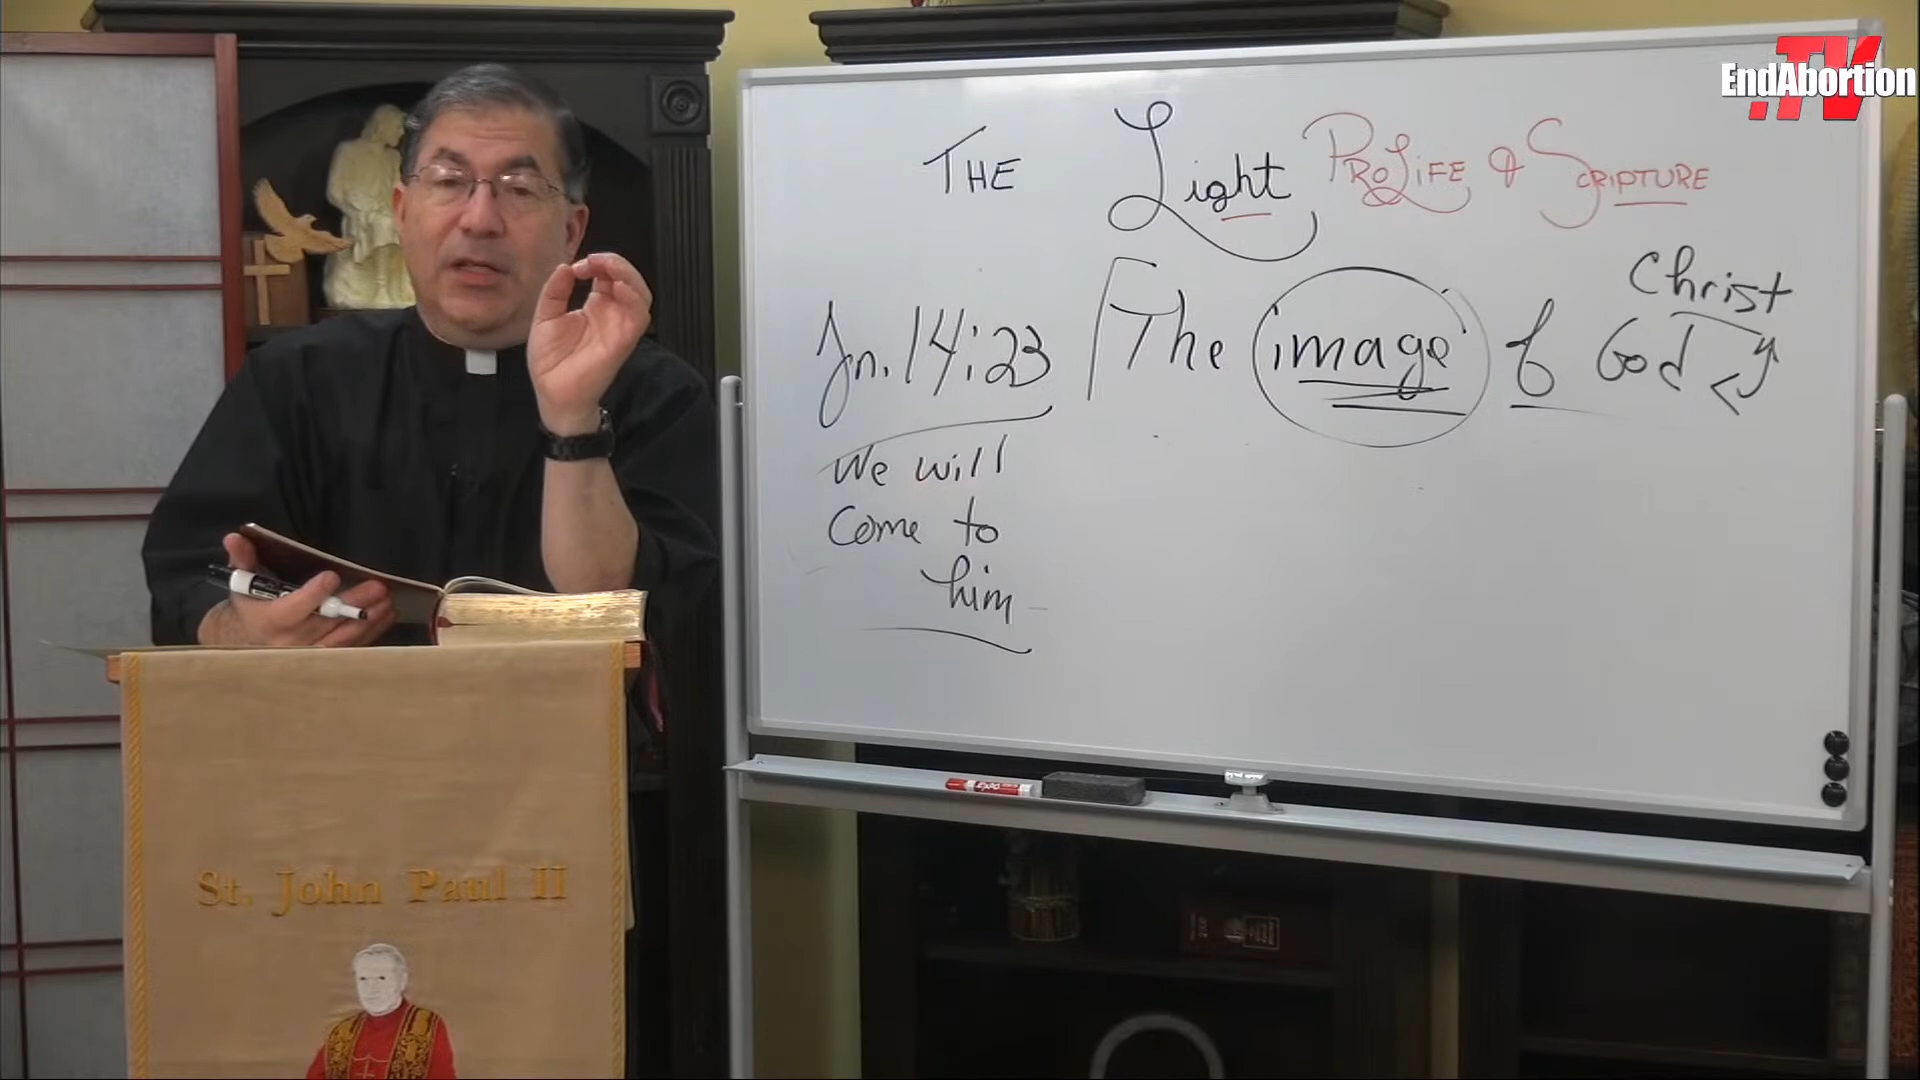 EndAbortion
.TV
THE Light PROLIFE & SCRIPTURE
Christ
Jn. 14:23 The image of God
We will
Come to
him
EXPO
St. John Paul II